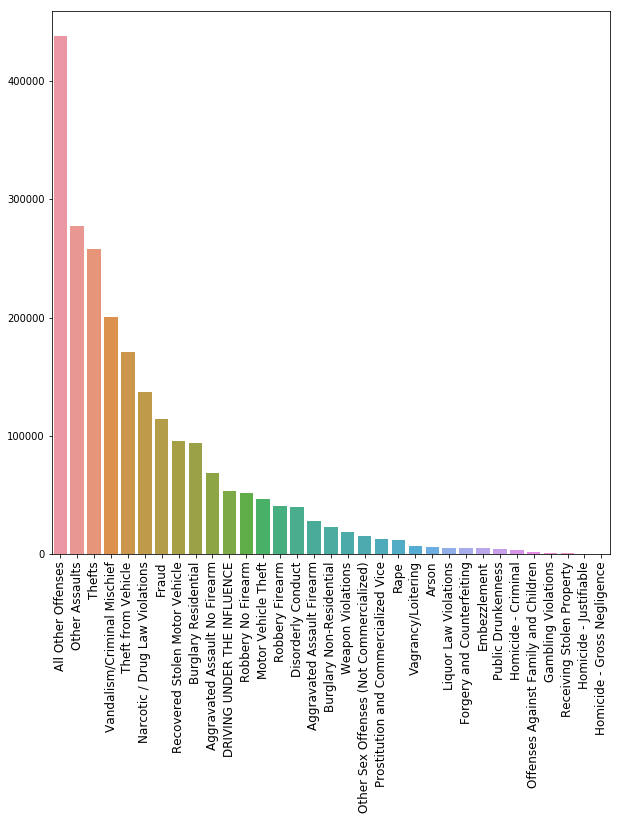 400000
300000
200000
100000
0
All Other Offenses
Other Assaults
Thefts
Vandalism/Criminal Mischief
Theft from Vehicle
Narcotic / Drug Law Violations
Fraud
Recovered Stolen Motor Vehicle
Burglary Residential
Aggravated Assault No Firearm
DRIVING UNDER THE INFLUENCE
Robbery No Firearm
Motor Vehicle Theft
Robbery Firearm
Disorderly Conduct
Aggravated Assault Firearm
Burglary Non-Residential
Weapon Violations
Other Sex Offenses (Not Commercialized)
Prostitution and Commercialized Vice
Rape
Vagrancy/Loitering
Arson
Liquor Law Violations
Forgery and Counterfeiting
Embezzlement
Public Drunkenness
Homicide - Criminal
Offenses Against Family and Children
Gambling Violations
Receiving Stolen Property
Homicide - Justifiable
Homicide - Gross Negligence